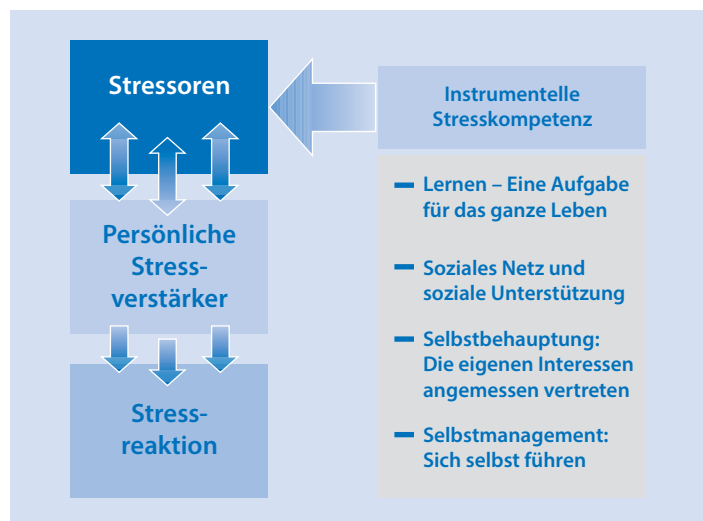 Stressoren
Persönliche
Stress-
verstärker
Stress-
reaktion
Instrumentelle
Stresskompetenz
– Lernen – Eine Aufgabe
für das ganze Leben
– Soziales Netz und
soziale Unterstützung
– Selbstbehauptung:
Die eigenen Interessen
angemessen vertreten
– Selbstmanagement:
Sich selbst führen